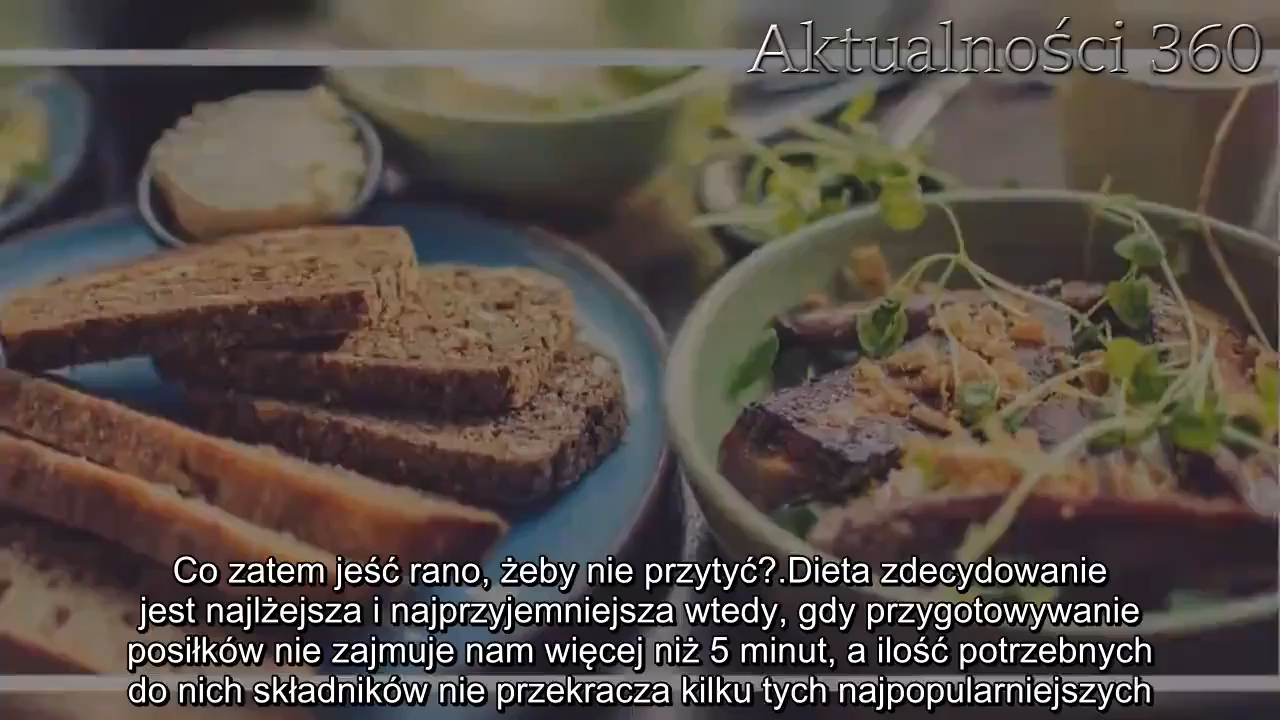 Aktualności 360
Co zatem jeść rano, żeby nie przytyć?.Dieta zdecydowanie
jest najlżejsza i najprzyjemniejsza wtedy, gdy przygotowywanie
posiłków nie zajmuje nam więcej niż 5 minut, a ilość potrzebnych
do nich składników nie przekracza kilku tych najpopularniejszych